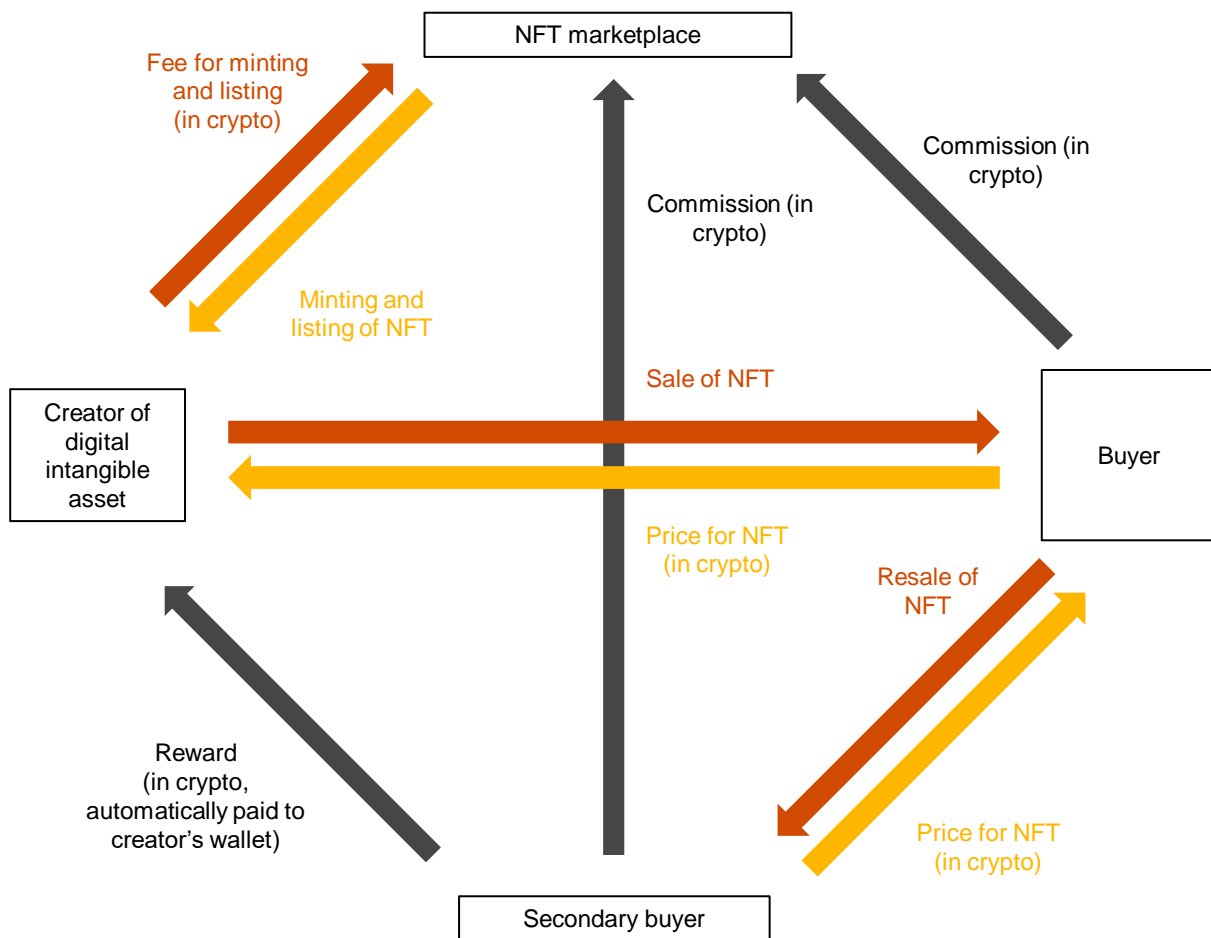 NFT marketplace
Fee for minting
and listing
(in crypto)
Commission (in
crypto)
Commission (in
crypto)
Minting and
listing of NFT
Sale of NFT
Creator of
digital
intangible
asset
Buyer
Price for NFT
(in crypto)
Resale of
NFT
Reward
(in crypto,
automatically paid to
creator’s wallet)
Price for NFT
(in crypto)
Secondary buyer